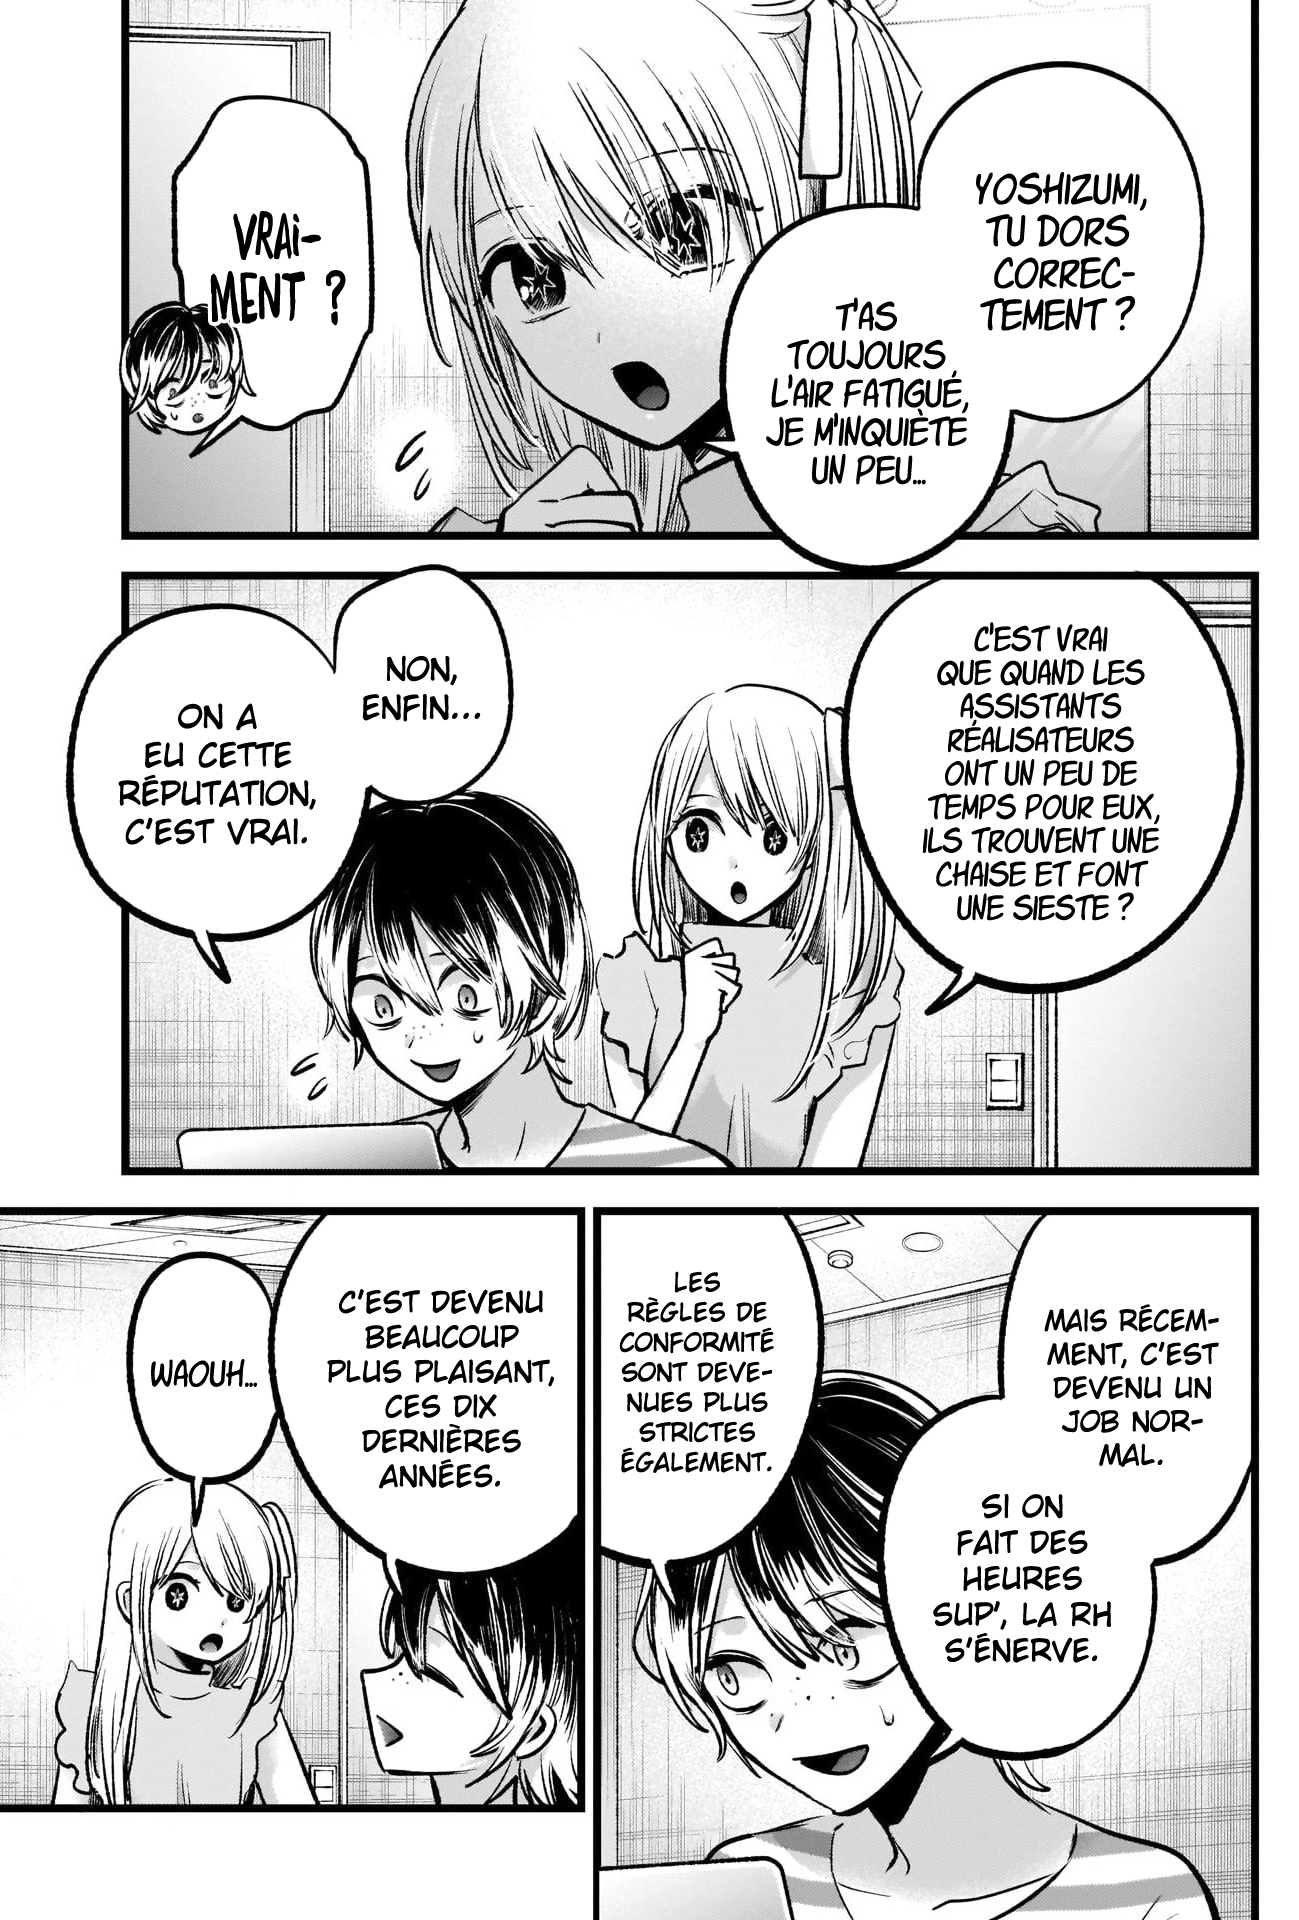 YOSHIZUMI,
TU DORS
CORREC-
TEMENT ?
T'AS
TOUJOURS
L'AIR FATIGUÉ,
JE M'INQUIÈTE
UN PEU...
VRAI-
MENT ?
C'EST VRAI
QUE QUAND LES
ASSISTANTS
RÉALISATEURS
ONT UN PEU DE
TEMPS POUR EUX,
ILS TROUVENT UNE
CHAISE ET FONT
UNE SIESTE ?
NON,
ENFIN...
ON A
EU CETTE
RÉPUTATION,
C'EST VRAI.
MAIS RÉCEM-
MENT, C'EST
DEVENU UN
JOB NOR-
MAL.
SI ON
FAIT DES
HEURES
SUP', LA RH
S'ÉNERVE.
LES
RÈGLES DE
CONFORMITÉ
SONT DEVE-
NUES PLUS
STRICTES
ÉGALEMENT.
C'EST DEVENU
BEAUCOUP
PLUS PLAISANT,
CES DIX
DERNIÈRES
ANNÉES.
WAOUH...